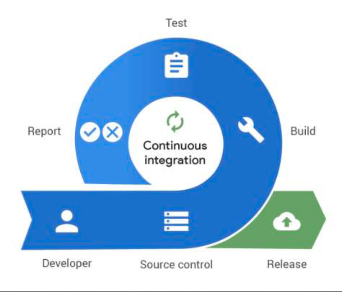 Test
Report
Continuous
integration
Build
Developer
Source control
Release